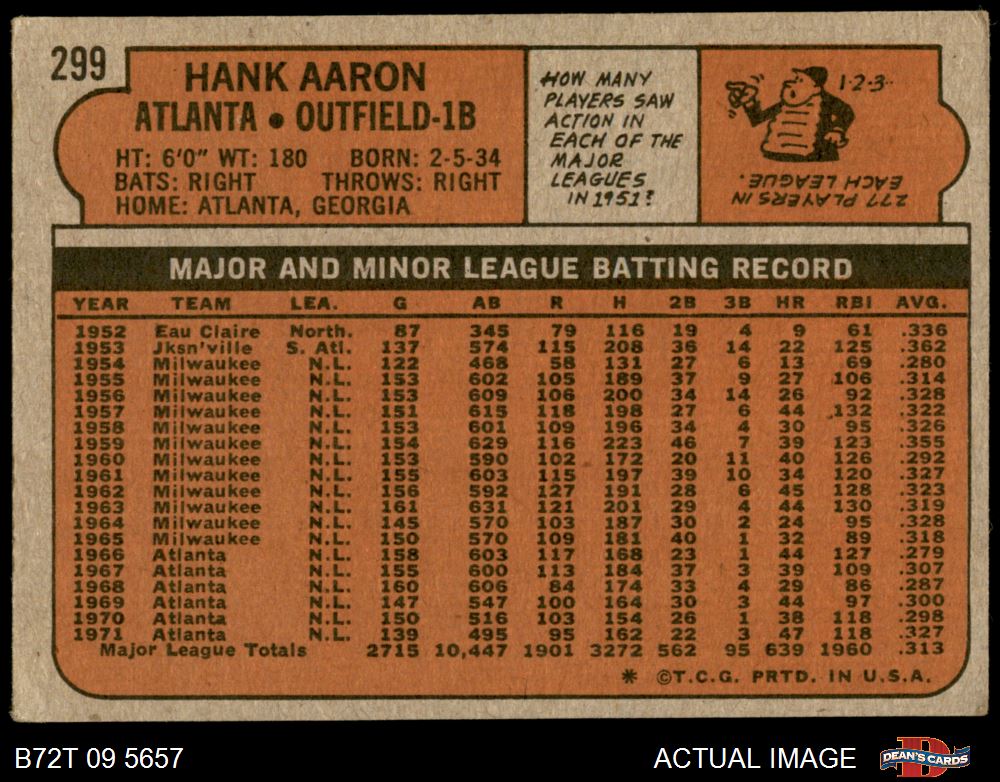 299
HANK AARON
ATLANTA • OUTFIELD-1B
HT: 6'0" WT: 180 BORN: 2-5-34
BATS: RIGHT THROWS: RIGHT
HOME: ATLANTA, GEORGIA
HOW MANY
PLAYERS SAW
ACTION IN
EACH OF THE
MAJOR
LEAGUES
IN 1951?
1-2-3
277 PLAYERS IN
EACH LEAGUE.
MAJOR AND MINOR LEAGUE BATTING RECORD
YEAR TEAM LEA. G AB R H 2B 3B HR RBI AVG.
1952 Eau Claire North. 87 345 79 116 19 4 9 61 .336
1953 Jksn'ville S. Atl. 137 574 115 208 36 14 22 125 .362
1954 Milwaukee N.L. 122 468 58 131 27 6 13 69 .280
1955 Milwaukee N.L. 153 602 105 189 37 9 27 106 .314
1956 Milwaukee N.L. 153 609 106 200 34 14 26 92 .328
1957 Milwaukee N.L. 151 615 118 198 27 6 44 132 .322
1958 Milwaukee N.L. 153 601 109 196 34 4 30 95 .326
1959 Milwaukee N.L. 154 629 116 223 46 7 39 123 .355
1960 Milwaukee N.L. 153 590 102 172 20 11 40 126 .292
1961 Milwaukee N.L. 155 603 115 197 39 10 34 120 .327
1962 Milwaukee N.L. 156 592 127 191 28 6 45 128 .323
1963 Milwaukee N.L. 161 631 121 201 29 4 44 130 .319
1964 Milwaukee N.L. 145 570 103 187 30 2 24 95 .328
1965 Milwaukee N.L. 150 570 109 181 40 1 32 89 .318
1966 Atlanta N.L. 158 603 117 168 23 1 44 127 .279
1967 Atlanta N.L. 155 600 113 184 37 3 39 109 .307
1968 Atlanta N.L. 160 606 84 174 33 4 29 86 .287
1969 Atlanta N.L. 147 547 100 164 30 3 44 97 .300
1970 Atlanta N.L. 150 516 103 154 26 1 38 118 .298
1971 Atlanta N.L. 139 495 95 162 22 3 47 118 .327
Major League Totals 2715 10,447 1901 3272 562 95 639 1960 .313
* ©T.C.G. PRTD. IN U.S.A.
B72T 09 5657
ACTUAL IMAGE
DEAN'S CARDS